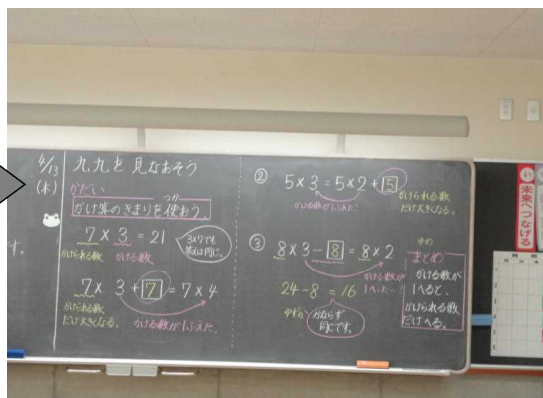 4/13
(木)
九九を見なおそう
かだい
かけ算のきまりを使おう。
つか
7 × 3 = 21
かけられる数 かける数
3×7でも
答えは同じ。
7 × 3 + 7 = 7 × 4
かけられる数
だけ大きくなる。
かける数が1ふえた。
す。
②
5 × 3 = 5 × 2 + 5
かける数が1ふえた!
かけられる数
だけ大きくなる。
③
8 × 3 - 8 = 8 × 2
かける数が
1へった…
24 - 8 = 16
かならず
同じです。
まとめ
かける数が
1へると、
かけられる数
だけへる。
未来へつなげる